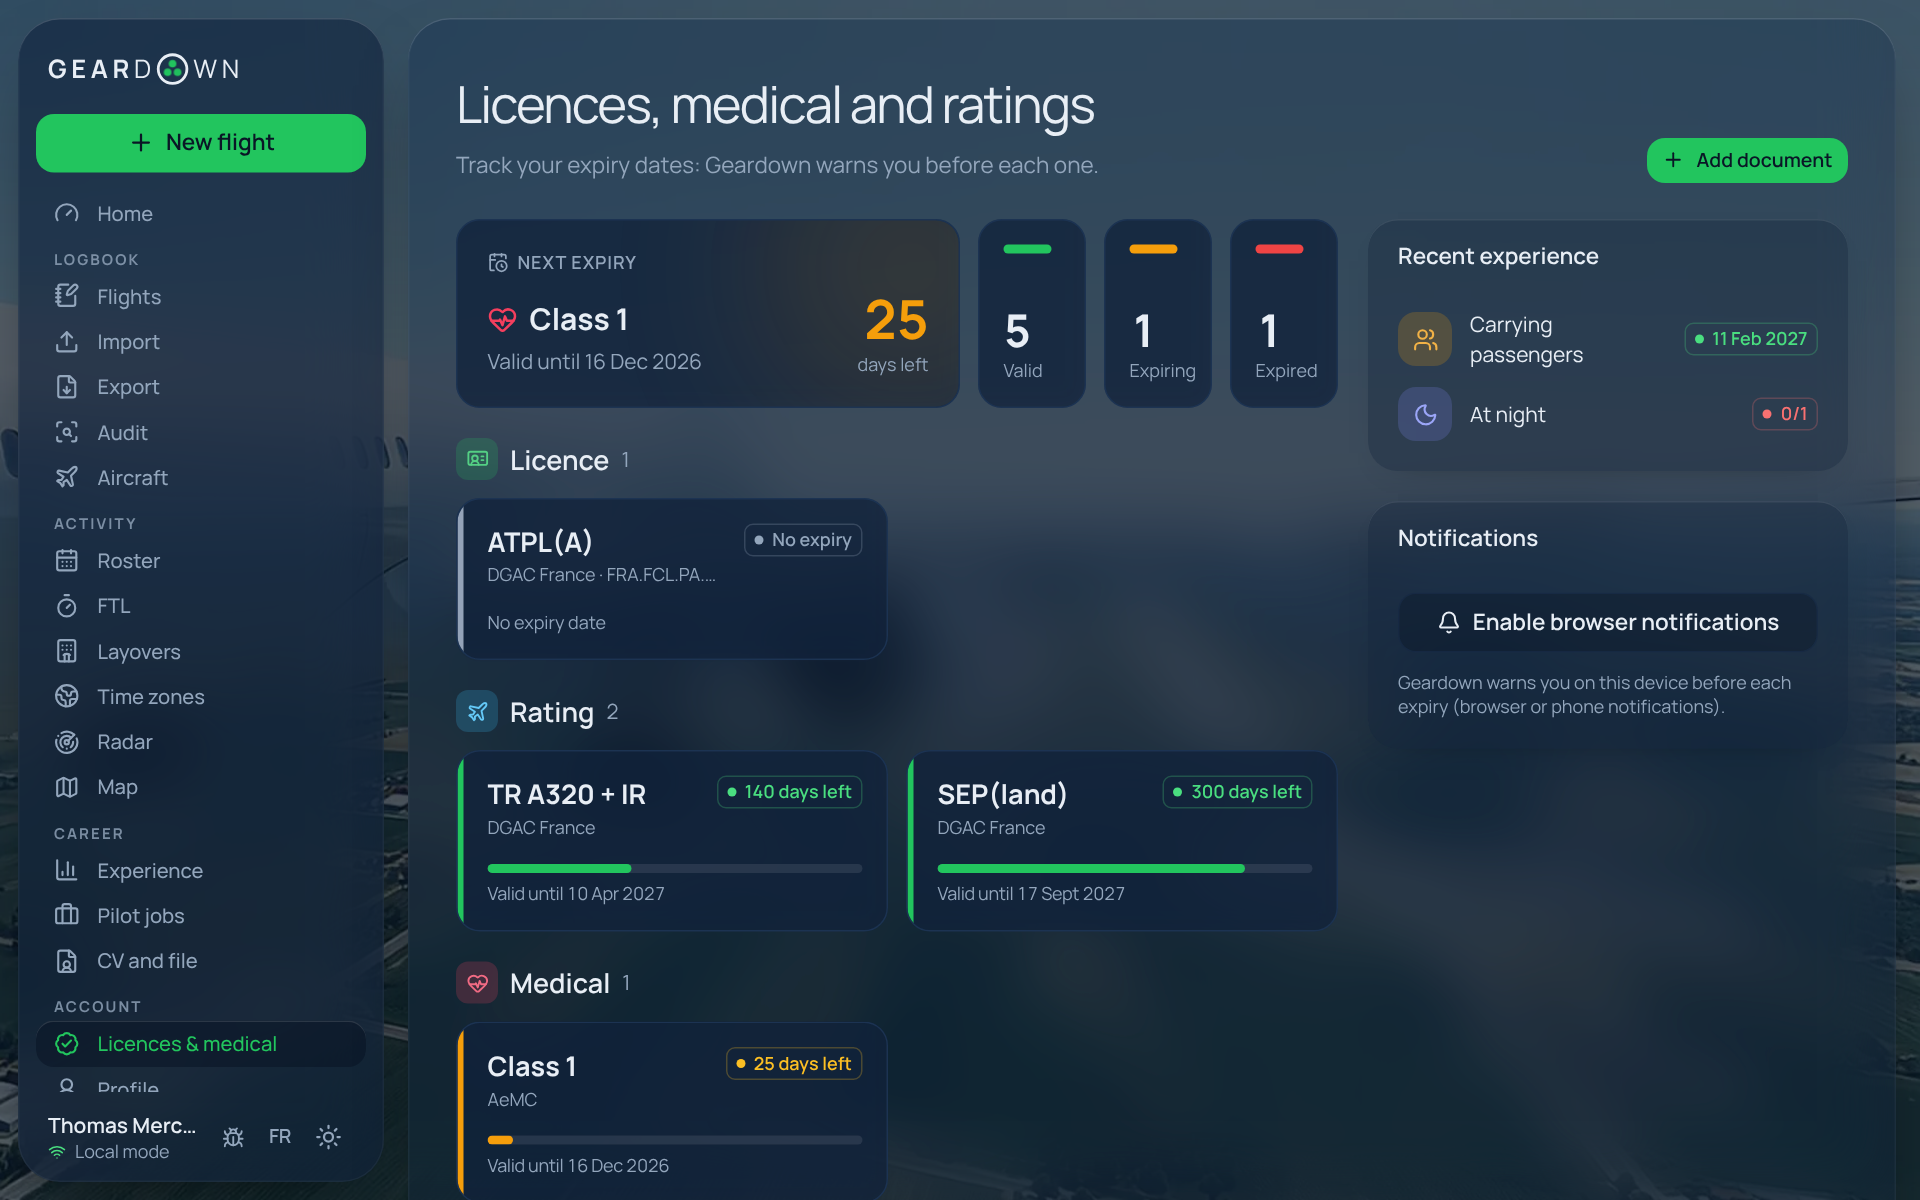 GEARDOWN
New flight
Home
LOGBOOK
Flights
Import
Export
Audit
Aircraft
ACTIVITY
Roster
FTL
Layovers
Time zones
Radar
Map
CAREER
Experience
Pilot jobs
CV and file
ACCOUNT
Licences & medical
Profile
Thomas Merc...
Local mode
FR
Licences, medical and ratings
Track your expiry dates: Geardown warns you before each one.
Add document
NEXT EXPIRY
Class 1
Valid until 16 Dec 2026
25
days left
5
Valid
1
Expiring
1
Expired
Licence 1
ATPL(A)
No expiry
DGAC France · FRA.FCL.PA....
No expiry date
Rating 2
TR A320 + IR
140 days left
DGAC France
Valid until 10 Apr 2027
SEP(land)
300 days left
DGAC France
Valid until 17 Sept 2027
Medical 1
Class 1
25 days left
AeMC
Valid until 16 Dec 2026
Recent experience
Carrying
passengers
11 Feb 2027
At night
0/1
Notifications
Enable browser notifications
Geardown warns you on this device before each
expiry (browser or phone notifications).